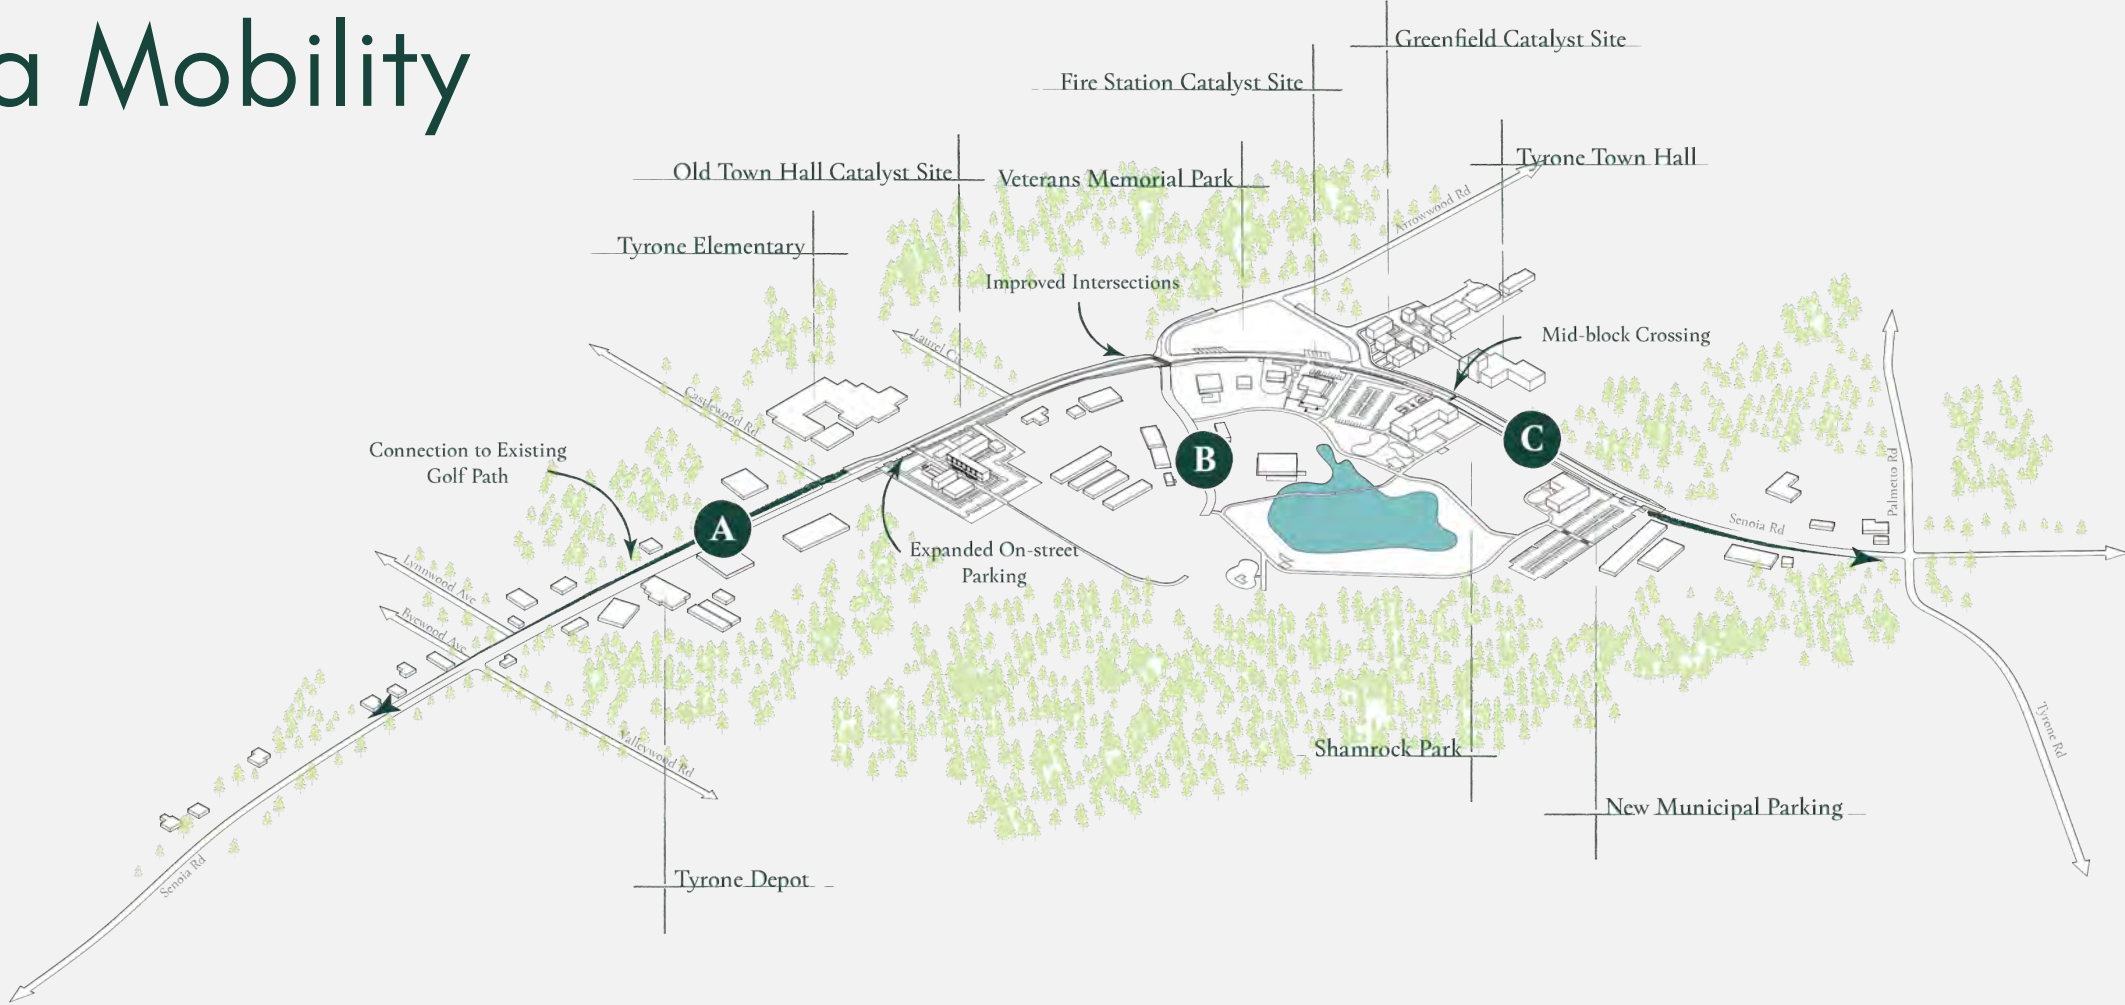 a Mobility
Greenfield Catalyst Site
Fire Station Catalyst Site
Old Town Hall Catalyst Site
Veterans Memorial Park
Tyrone Town Hall
Arrowwood Rd
Tyrone Elementary
Improved Intersections
Laurel
Mid-block Crossing
Castlewood Rd
Connection to Existing
Golf Path
A
B
C
Palmetto Rd
Senoia Rd
Expanded On-street
Parking
Lynnwood Ave
Byewood Ave
Valleywood Rd
Shamrock Park
New Municipal Parking
Tyrone Rd
Senoia Rd
Tyrone Depot